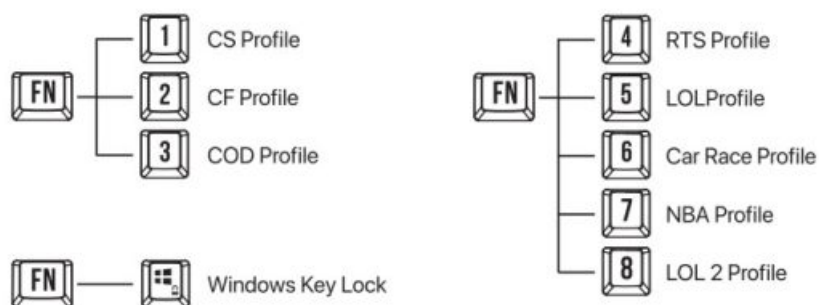 FN
1 CS Profile
2 CF Profile
3 COD Profile
FN
Windows Key Lock
FN
4 RTS Profile
5 LOLProfile
6 Car Race Profile
7 NBA Profile
8 LOL 2 Profile